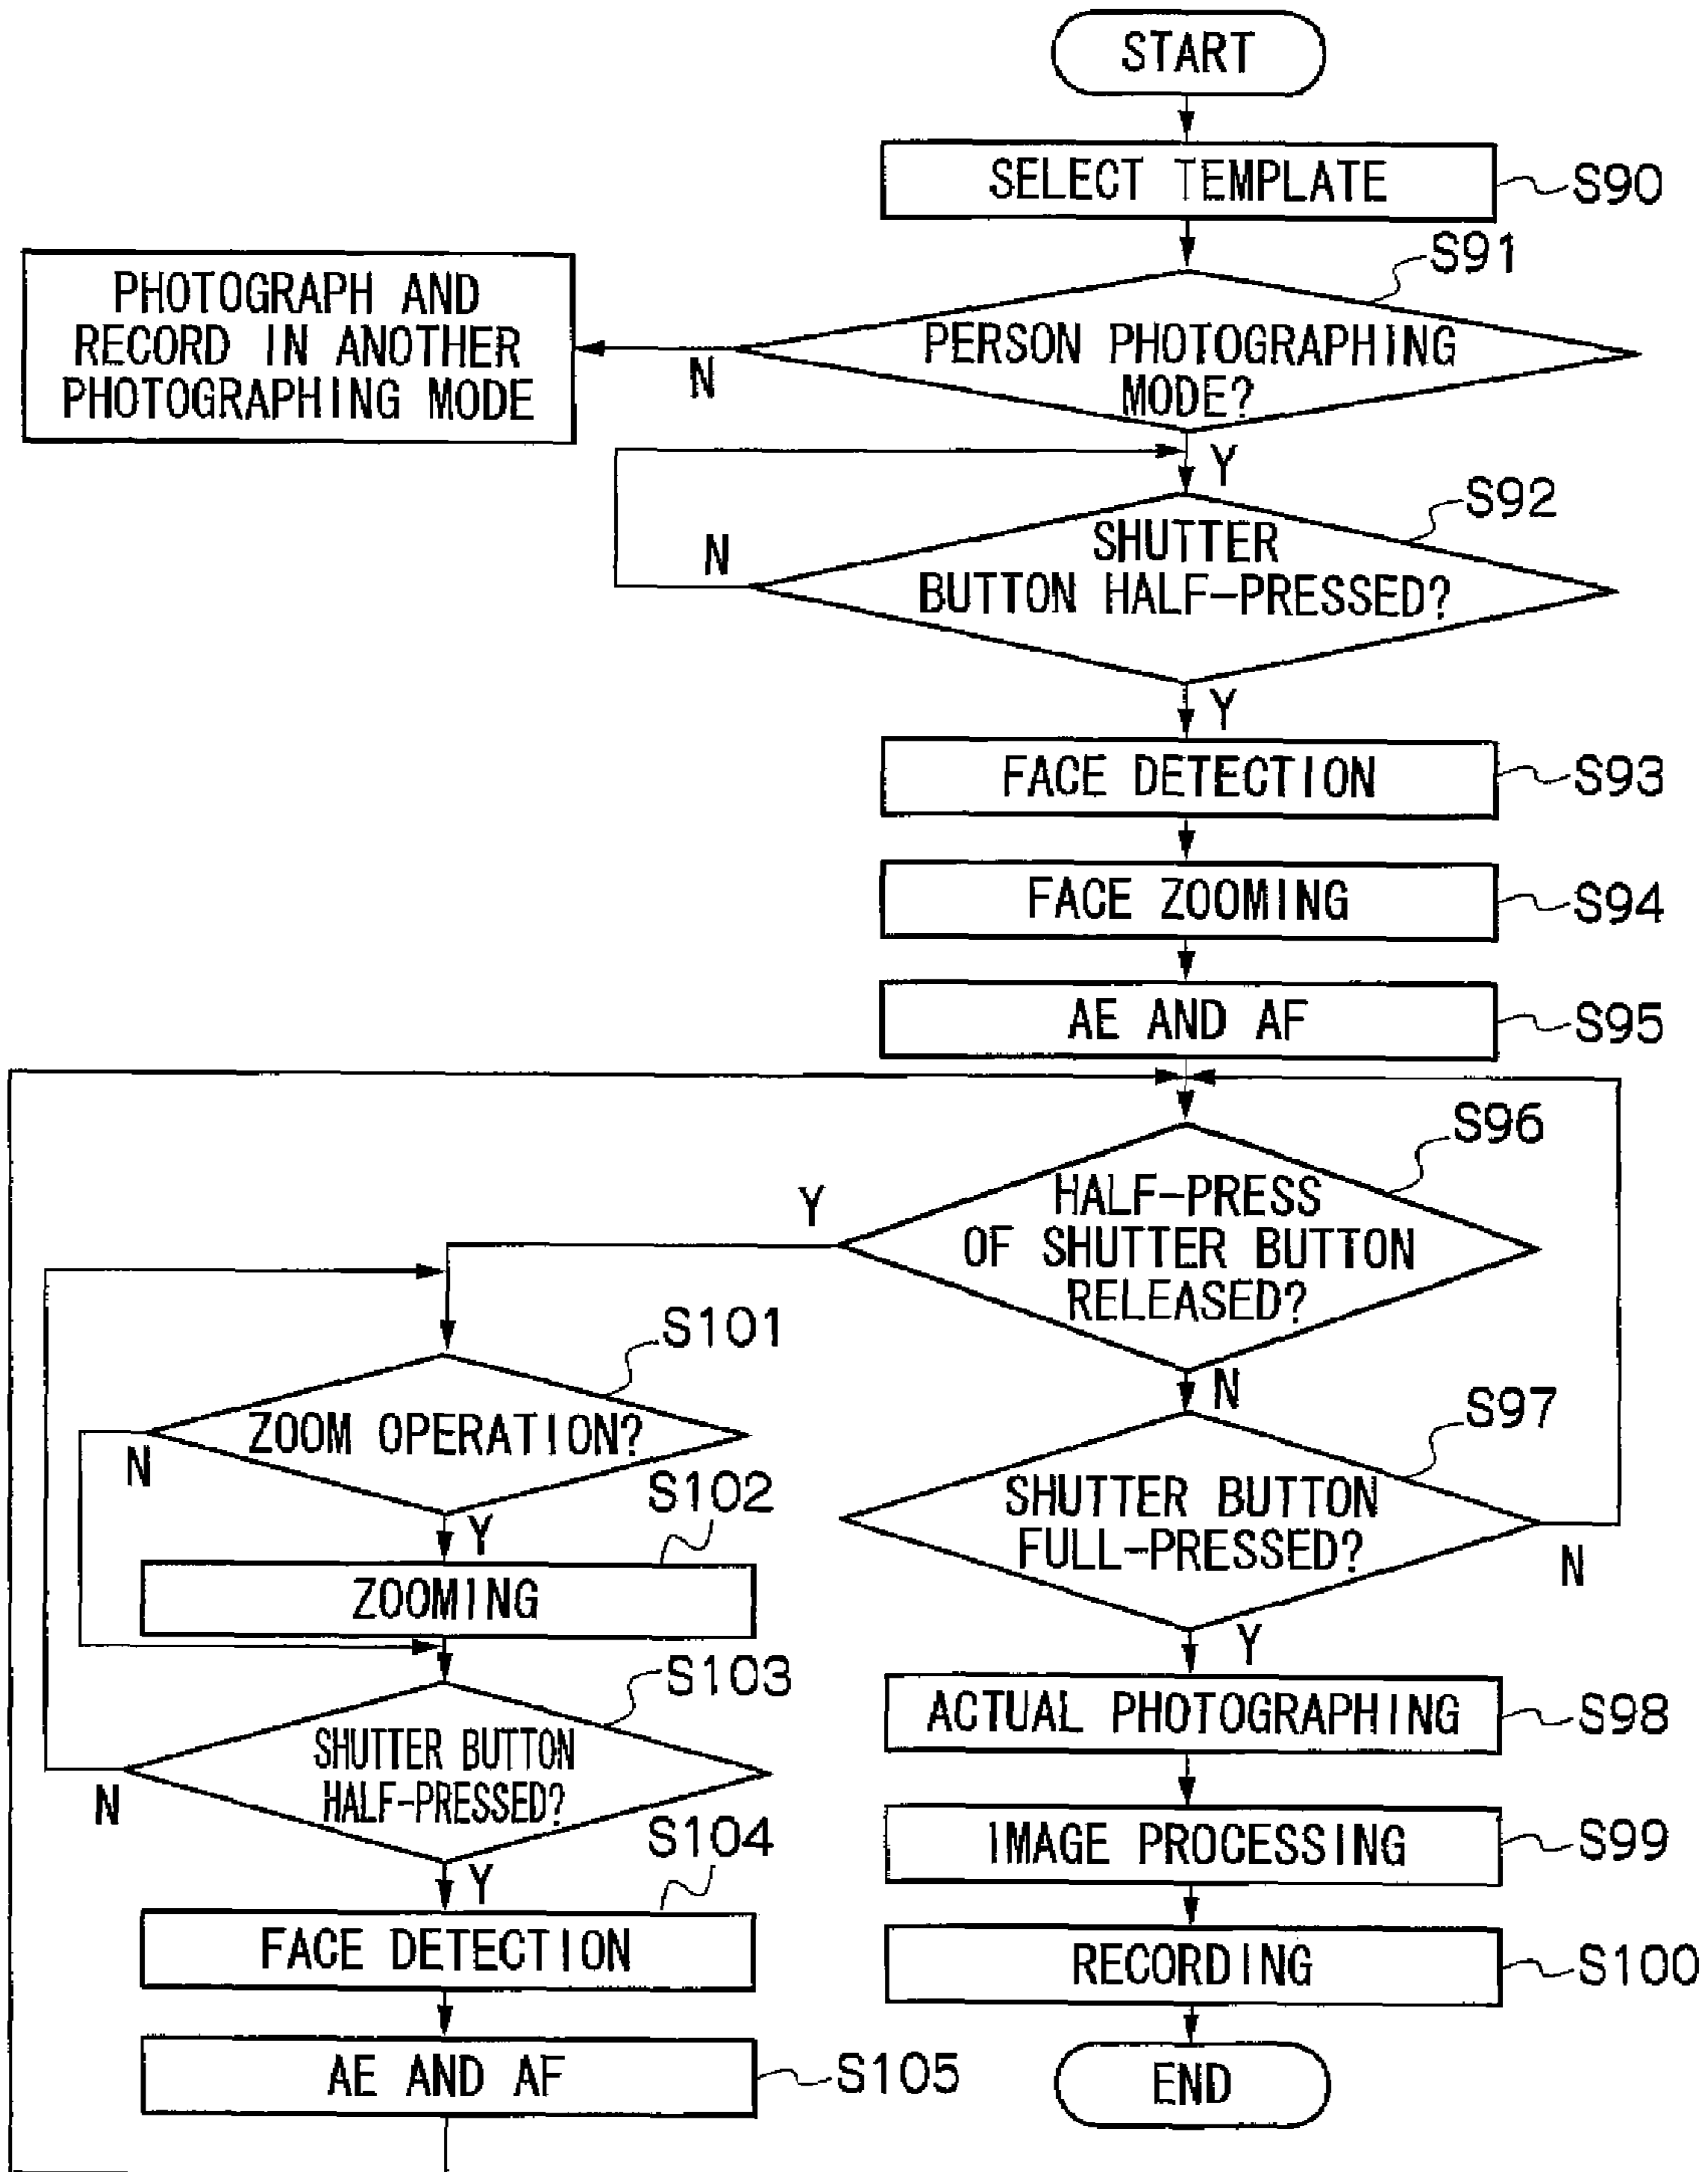 START
SELECT TEMPLATE
S90
S91
PHOTOGRAPH AND
RECORD IN ANOTHER
PHOTOGRAPHING MODE
N
PERSON PHOTOGRAPHING
MODE?
Y
S92
SHUTTER
BUTTON HALF-PRESSED?
N
Y
FACE DETECTION
S93
FACE ZOOMING
S94
AE AND AF
S95
S96
HALF-PRESS
OF SHUTTER BUTTON
RELEASED?
Y
N
S97
SHUTTER BUTTON
FULL-PRESSED?
N
Y
ACTUAL PHOTOGRAPHING
S98
IMAGE PROCESSING
S99
RECORDING
S100
END
S101
ZOOM OPERATION?
N
Y
S102
ZOOMING
S103
SHUTTER BUTTON
HALF-PRESSED?
N
Y
S104
FACE DETECTION
AE AND AF
S105